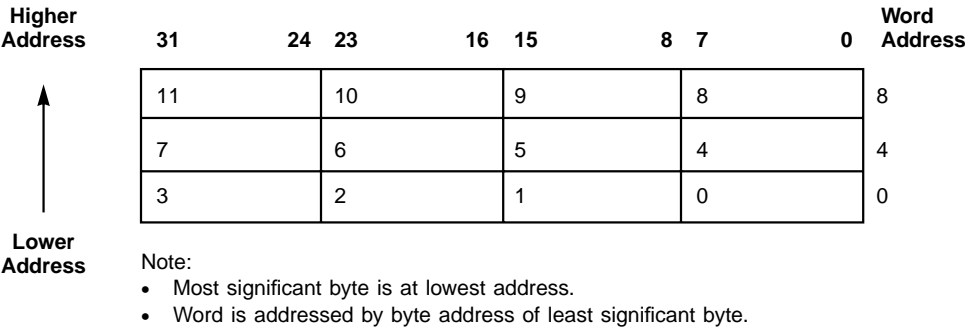 Higher Address 31 24 23 16 15 8 7 0 Word Address
11 10 9 8 8
7 6 5 4 4
3 2 1 0 0
Lower Address
Note:
• Most significant byte is at lowest address.
• Word is addressed by byte address of least significant byte.